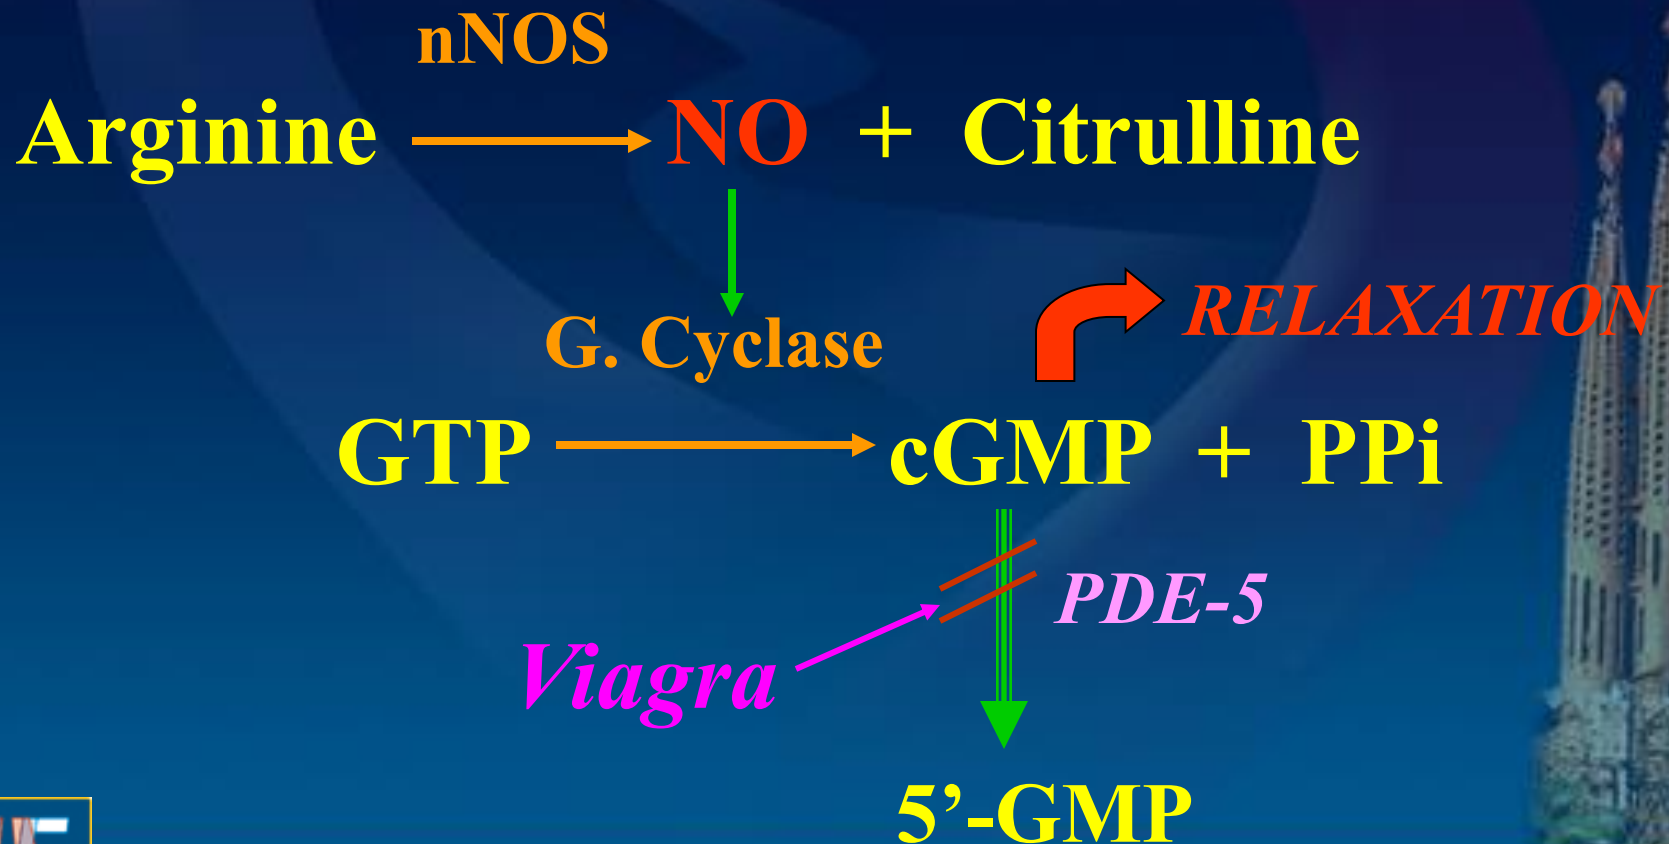 nNOS
Arginine NO + Citrulline
RELAXATION
G. Cyclase
GTP cGMP + PPi
PDE-5
Viagra
5’-GMP